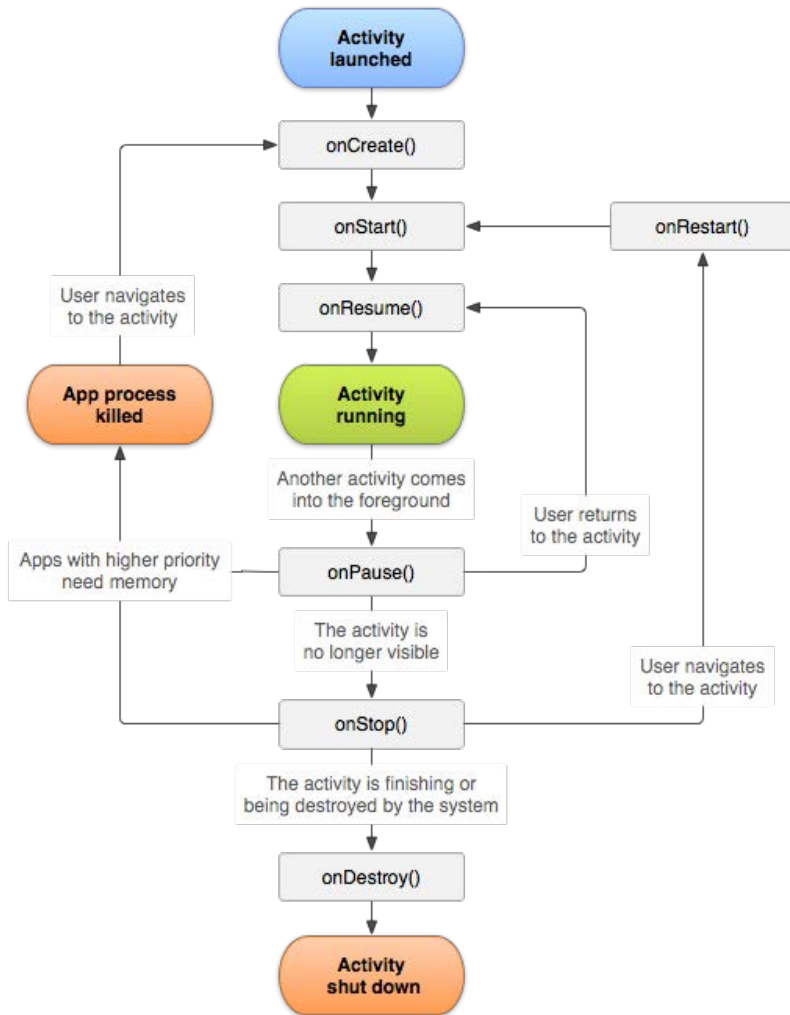 Activity
launched
onCreate()
onStart()
onRestart()
User navigates
to the activity
onResume()
App process
killed
Activity
running
Another activity comes
into the foreground
User returns
to the activity
Apps with higher priority
need memory
onPause()
The activity is
no longer visible
User navigates
to the activity
onStop()
The activity is finishing or
being destroyed by the system
onDestroy()
Activity
shut down